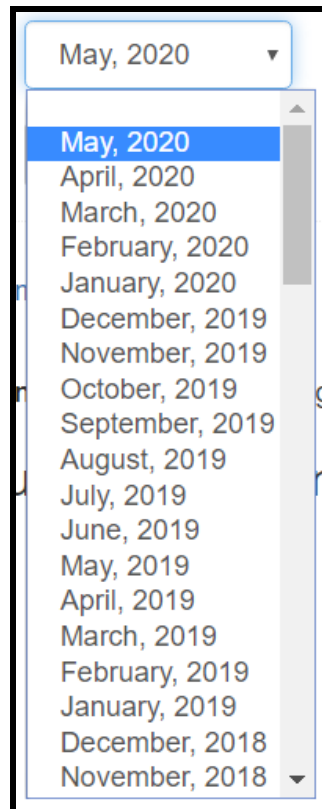 May, 2020
May, 2020
April, 2020
March, 2020
February, 2020
January, 2020
December, 2019
November, 2019
October, 2019
September, 2019
August, 2019
July, 2019
June, 2019
May, 2019
April, 2019
March, 2019
February, 2019
January, 2019
December, 2018
November, 2018